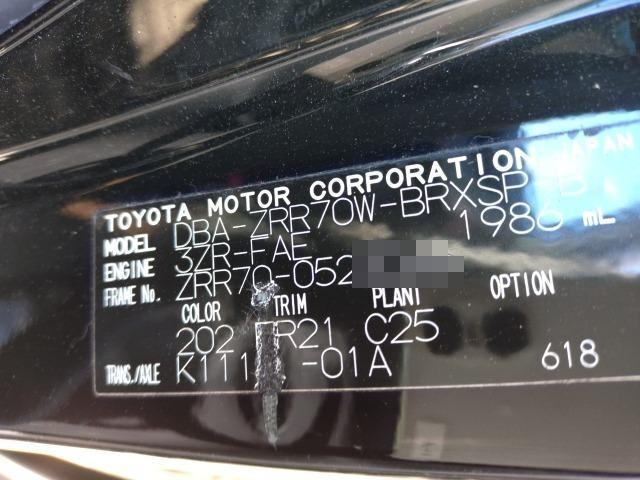 TOYOTA MOTOR CORPORATION JAPAN
MODEL DBA-ZRR70W-BRXSP
ENGINE 3ZR-FAE 1986 mL
FRAME No. ZRR70-052
COLOR TRIM PLANT OPTION
202 FR21 C25
TRANS./AXLE K111 -01A 618